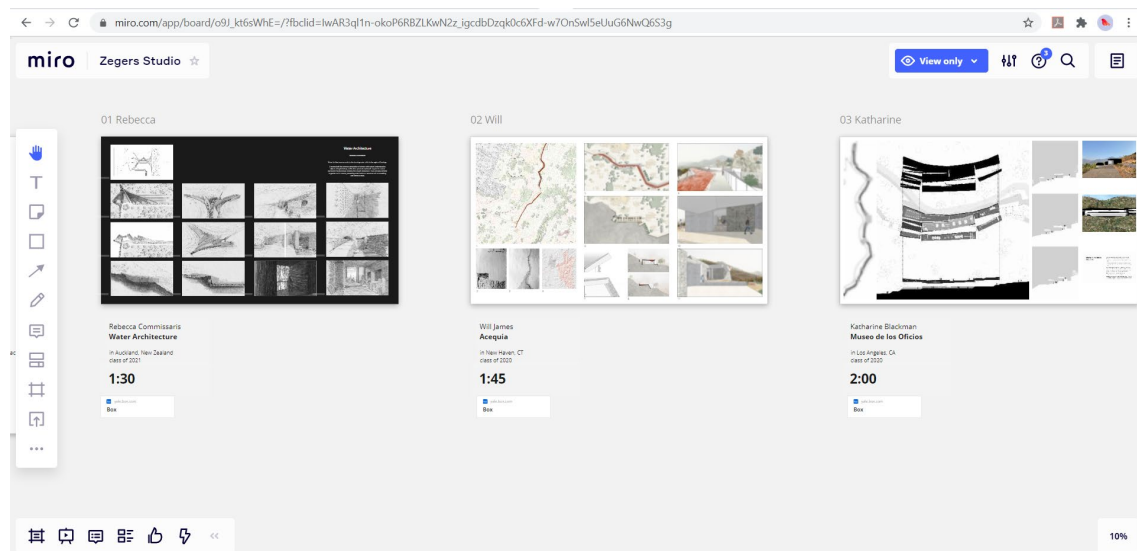 miro.com/app/board/o9J_kt6sWhE=/?fbclid=IwAR3ql1n-okoP6RBZLKwN2z_igcdbDzqk0c6XFd-w7OnSwl5eUuG6NwQ6S3g
miro
Zegers Studio
View only
3
01 Rebecca
02 Will
03 Katharine
Water Architecture
Rebecca Commissaris
Water Architecture
in Auckland, New Zealand
class of 2021
1:30
Box
Will James
Acequia
in New Haven, CT
class of 2020
1:45
Box
Katharine Blackman
Museo de los Oficios
in Los Angeles, CA
class of 2020
2:00
Box
10%